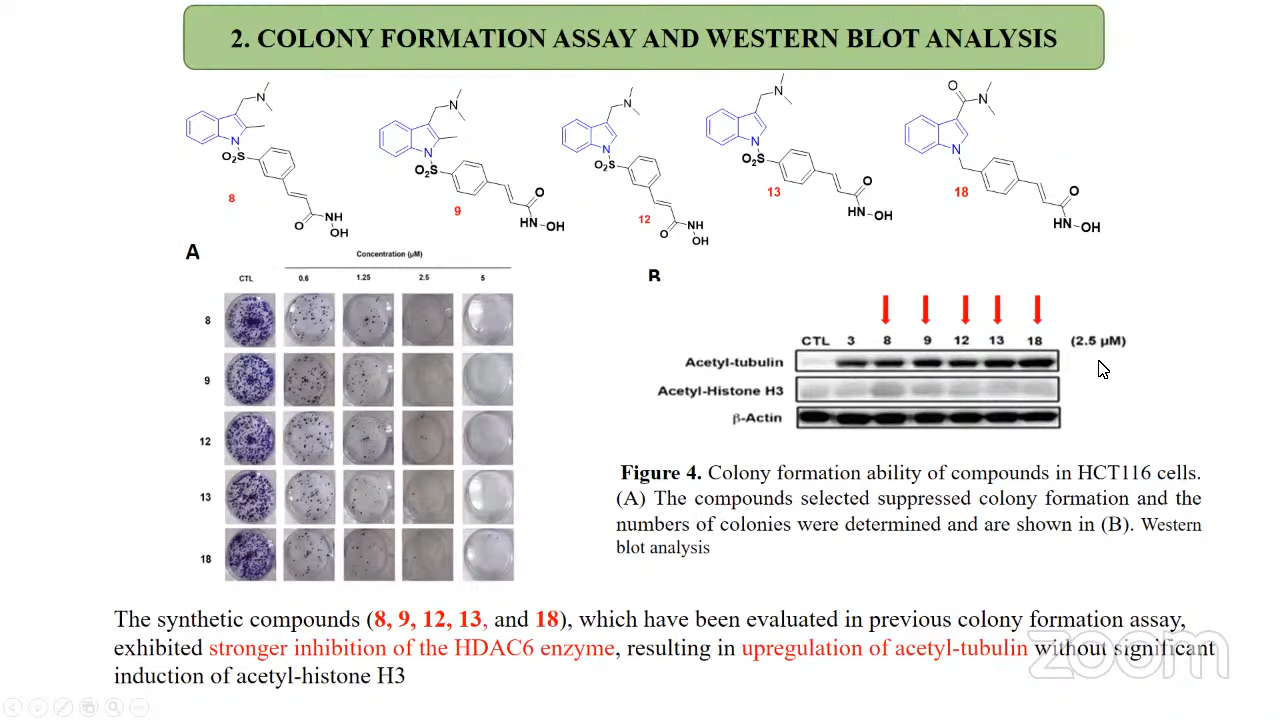 2. COLONY FORMATION ASSAY AND WESTERN BLOT ANALYSIS
N
N
SO2
8
O
NH
OH
N
N
O2S
9
O
HN
OH
N
N
SO2
12
O
NH
OH
N
N
O2S
13
O
HN
OH
O
N
N
18
O
HN
OH
A
Concentration (µM)
CTL 0.6 1.25 2.5 5
8
9
12
13
18
B
CTL 3 8 9 12 13 18 (2.5 µM)
Acetyl-tubulin
Acetyl-Histone H3
β-Actin
Figure 4. Colony formation ability of compounds in HCT116 cells.
(A) The compounds selected suppressed colony formation and the
numbers of colonies were determined and are shown in (B). Western
blot analysis
The synthetic compounds (8, 9, 12, 13, and 18), which have been evaluated in previous colony formation assay,
exhibited stronger inhibition of the HDAC6 enzyme, resulting in upregulation of acetyl-tubulin without significant
induction of acetyl-histone H3
zoom